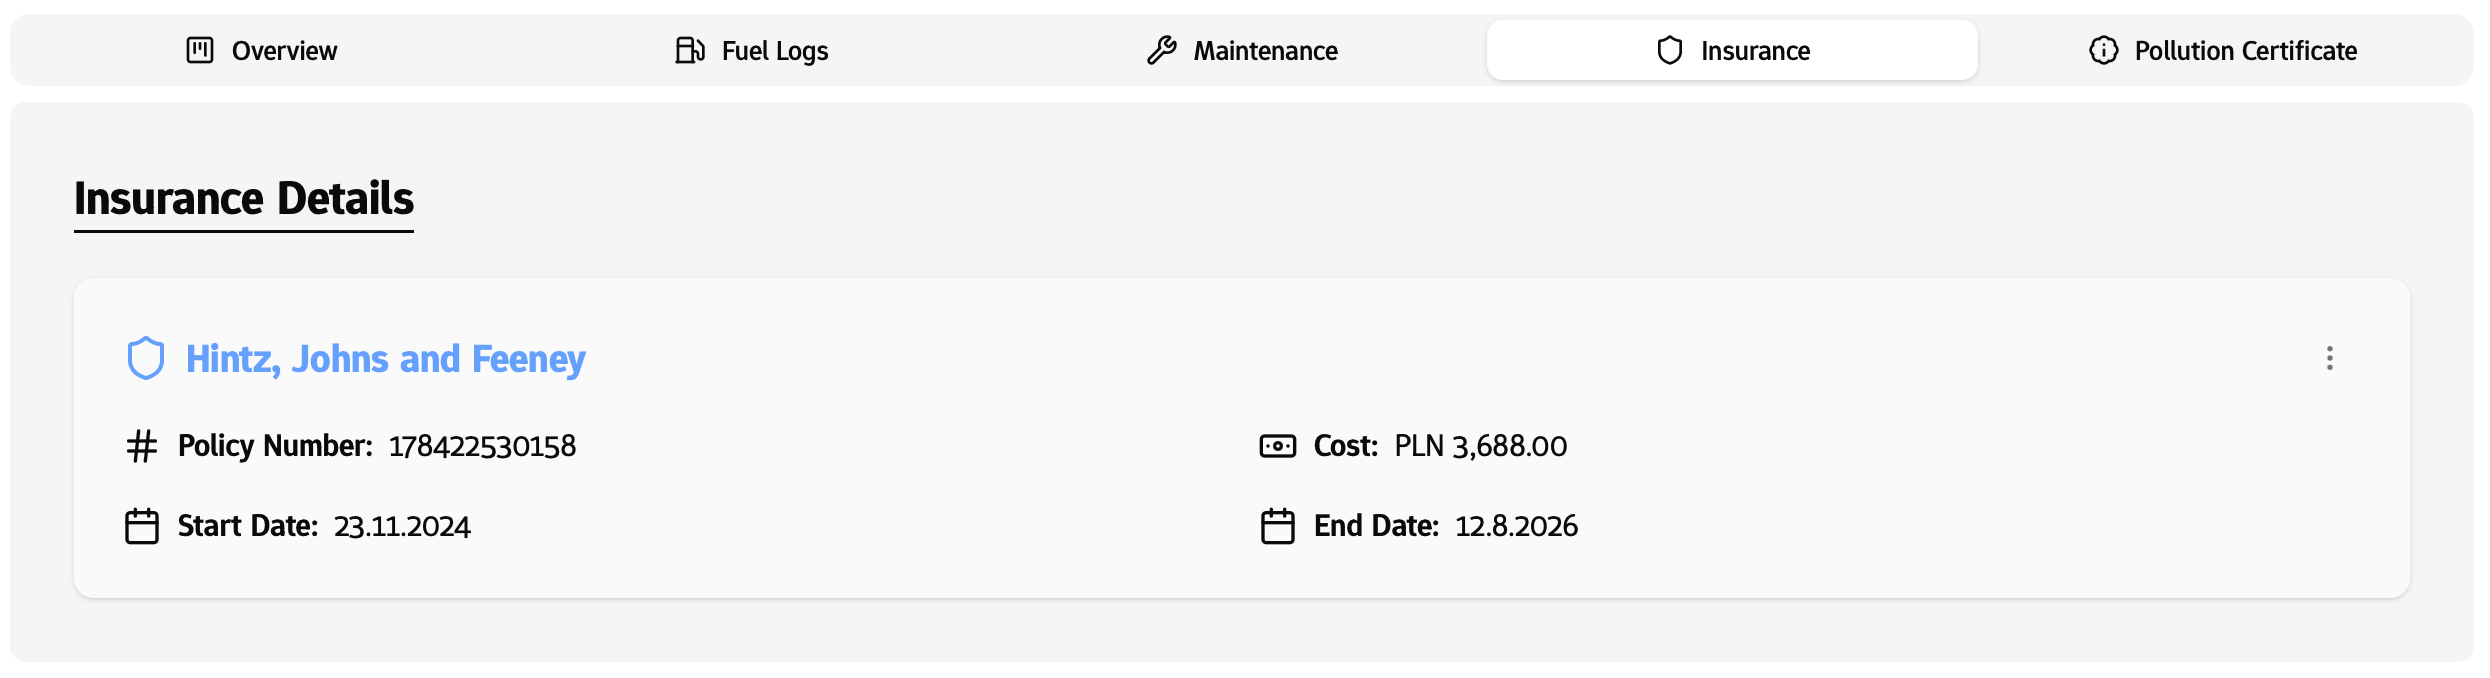 Overview Fuel Logs Maintenance Insurance Pollution Certificate
Insurance Details
Hintz, Johns and Feeney
Policy Number: 178422530158 Cost: PLN 3,688.00
Start Date: 23.11.2024 End Date: 12.8.2026